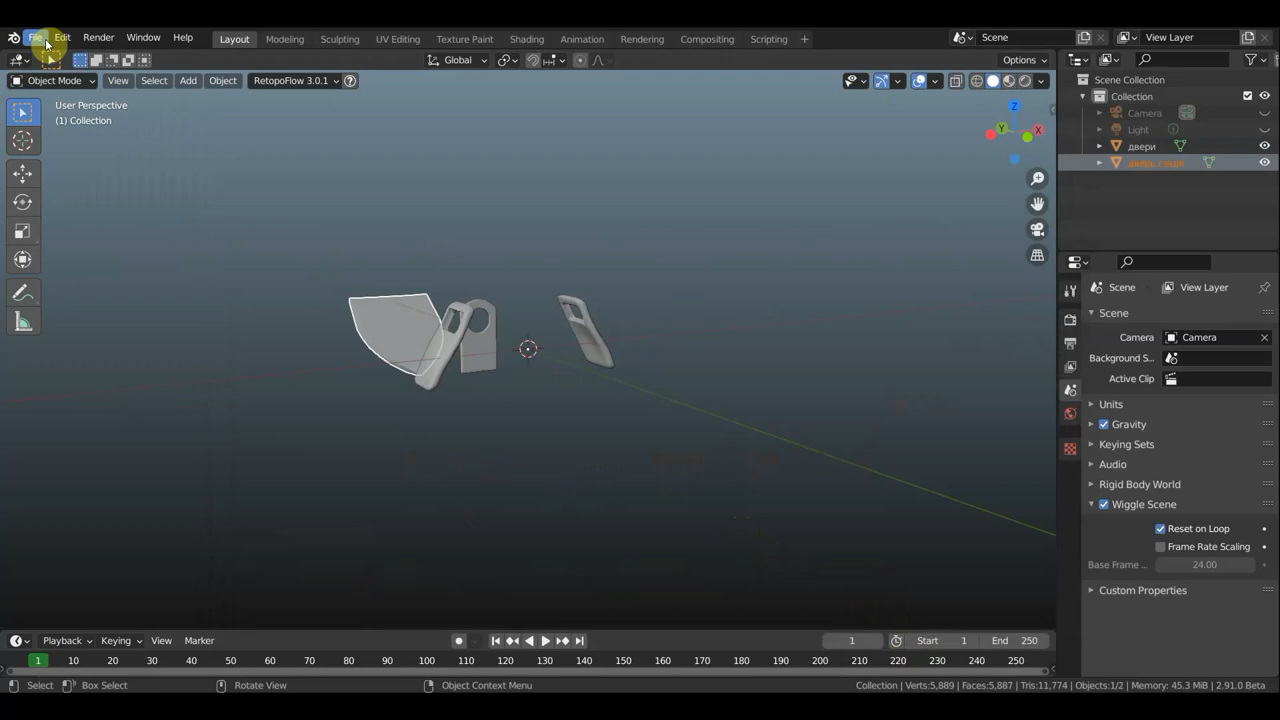 File Edit Render Window Help Layout Modeling Sculpting UV Editing Texture Paint Shading Animation Rendering Compositing Scripting + Scene View Layer
Global Options
Object Mode View Select Add Object RetopoFlow 3.0.1 ?
User Perspective
(1) Collection
Z
Y
X
Scene Collection
Collection
Camera
Light
двери
Scene View Layer
Scene
Camera Camera
Background S...
Active Clip
Units
Gravity
Keying Sets
Audio
Rigid Body World
Wiggle Scene
Reset on Loop
Frame Rate Scaling
Base Frame ... 24.00
Custom Properties
Playback Keying View Marker 1 Start 1 End 250
1 10 20 30 40 50 60 70 80 90 100 110 120 130 140 150 160 170 180 190 200 210 220 230 240 250
Select Box Select Rotate View Object Context Menu Collection | Verts:5,889 | Faces:5,887 | Tris:11,774 | Objects:1/2 | Memory: 45.3 MiB | 2.91.0 Beta